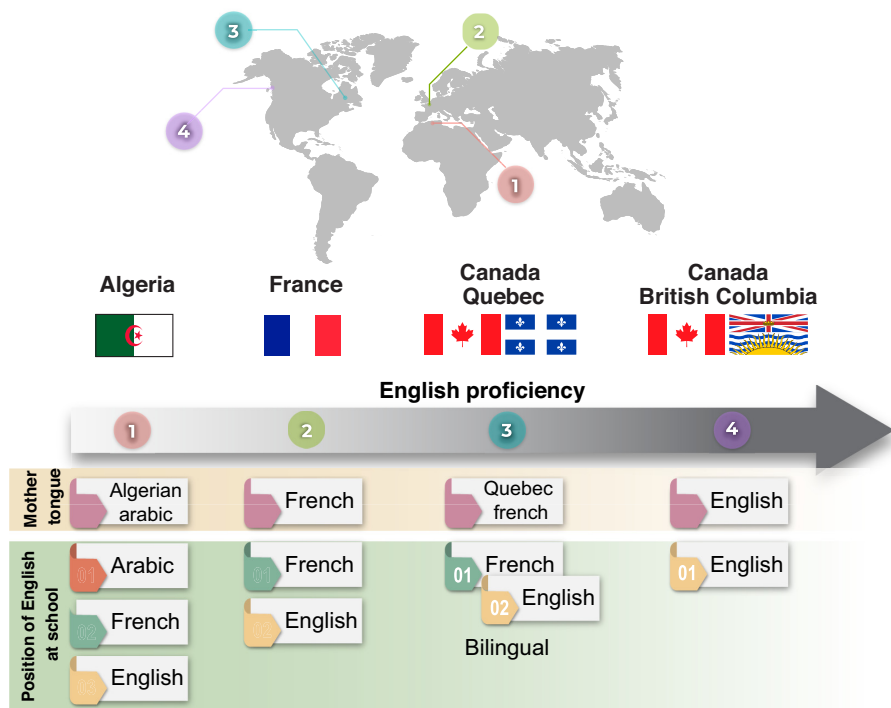 3
2
4
1
Algeria
France
Canada
Quebec
Canada
British Columbia
English proficiency
1
2
3
4
Mother
tongue
Algerian
arabic
French
Quebec
french
English
Position of English
at school
01
Arabic
02
French
03
English
01
French
02
English
01
French
02
English
Bilingual
01
English